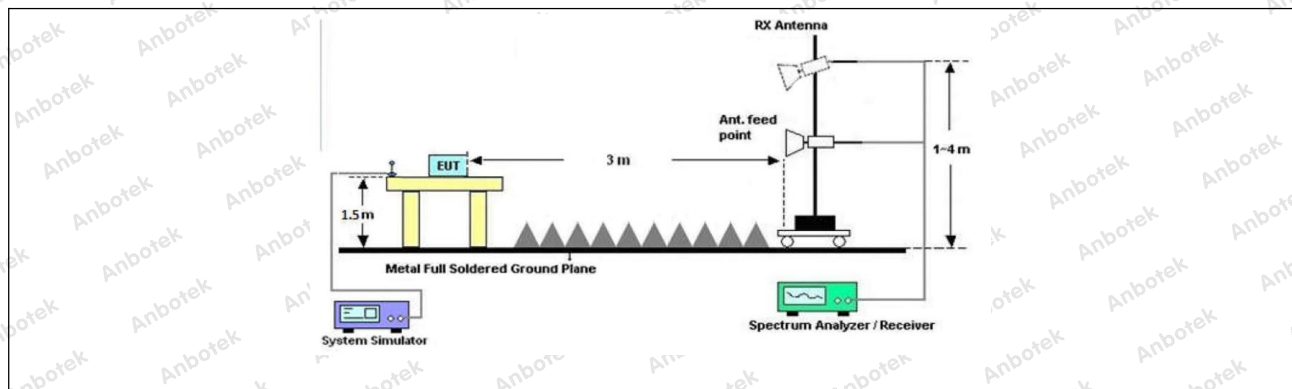 RX Antenna
Ant. feed
point
EUT
3 m
1~4 m
1.5 m
Metal Full Soldered Ground Plane
System Simulator
Spectrum Analyzer / Receiver
Anbotek